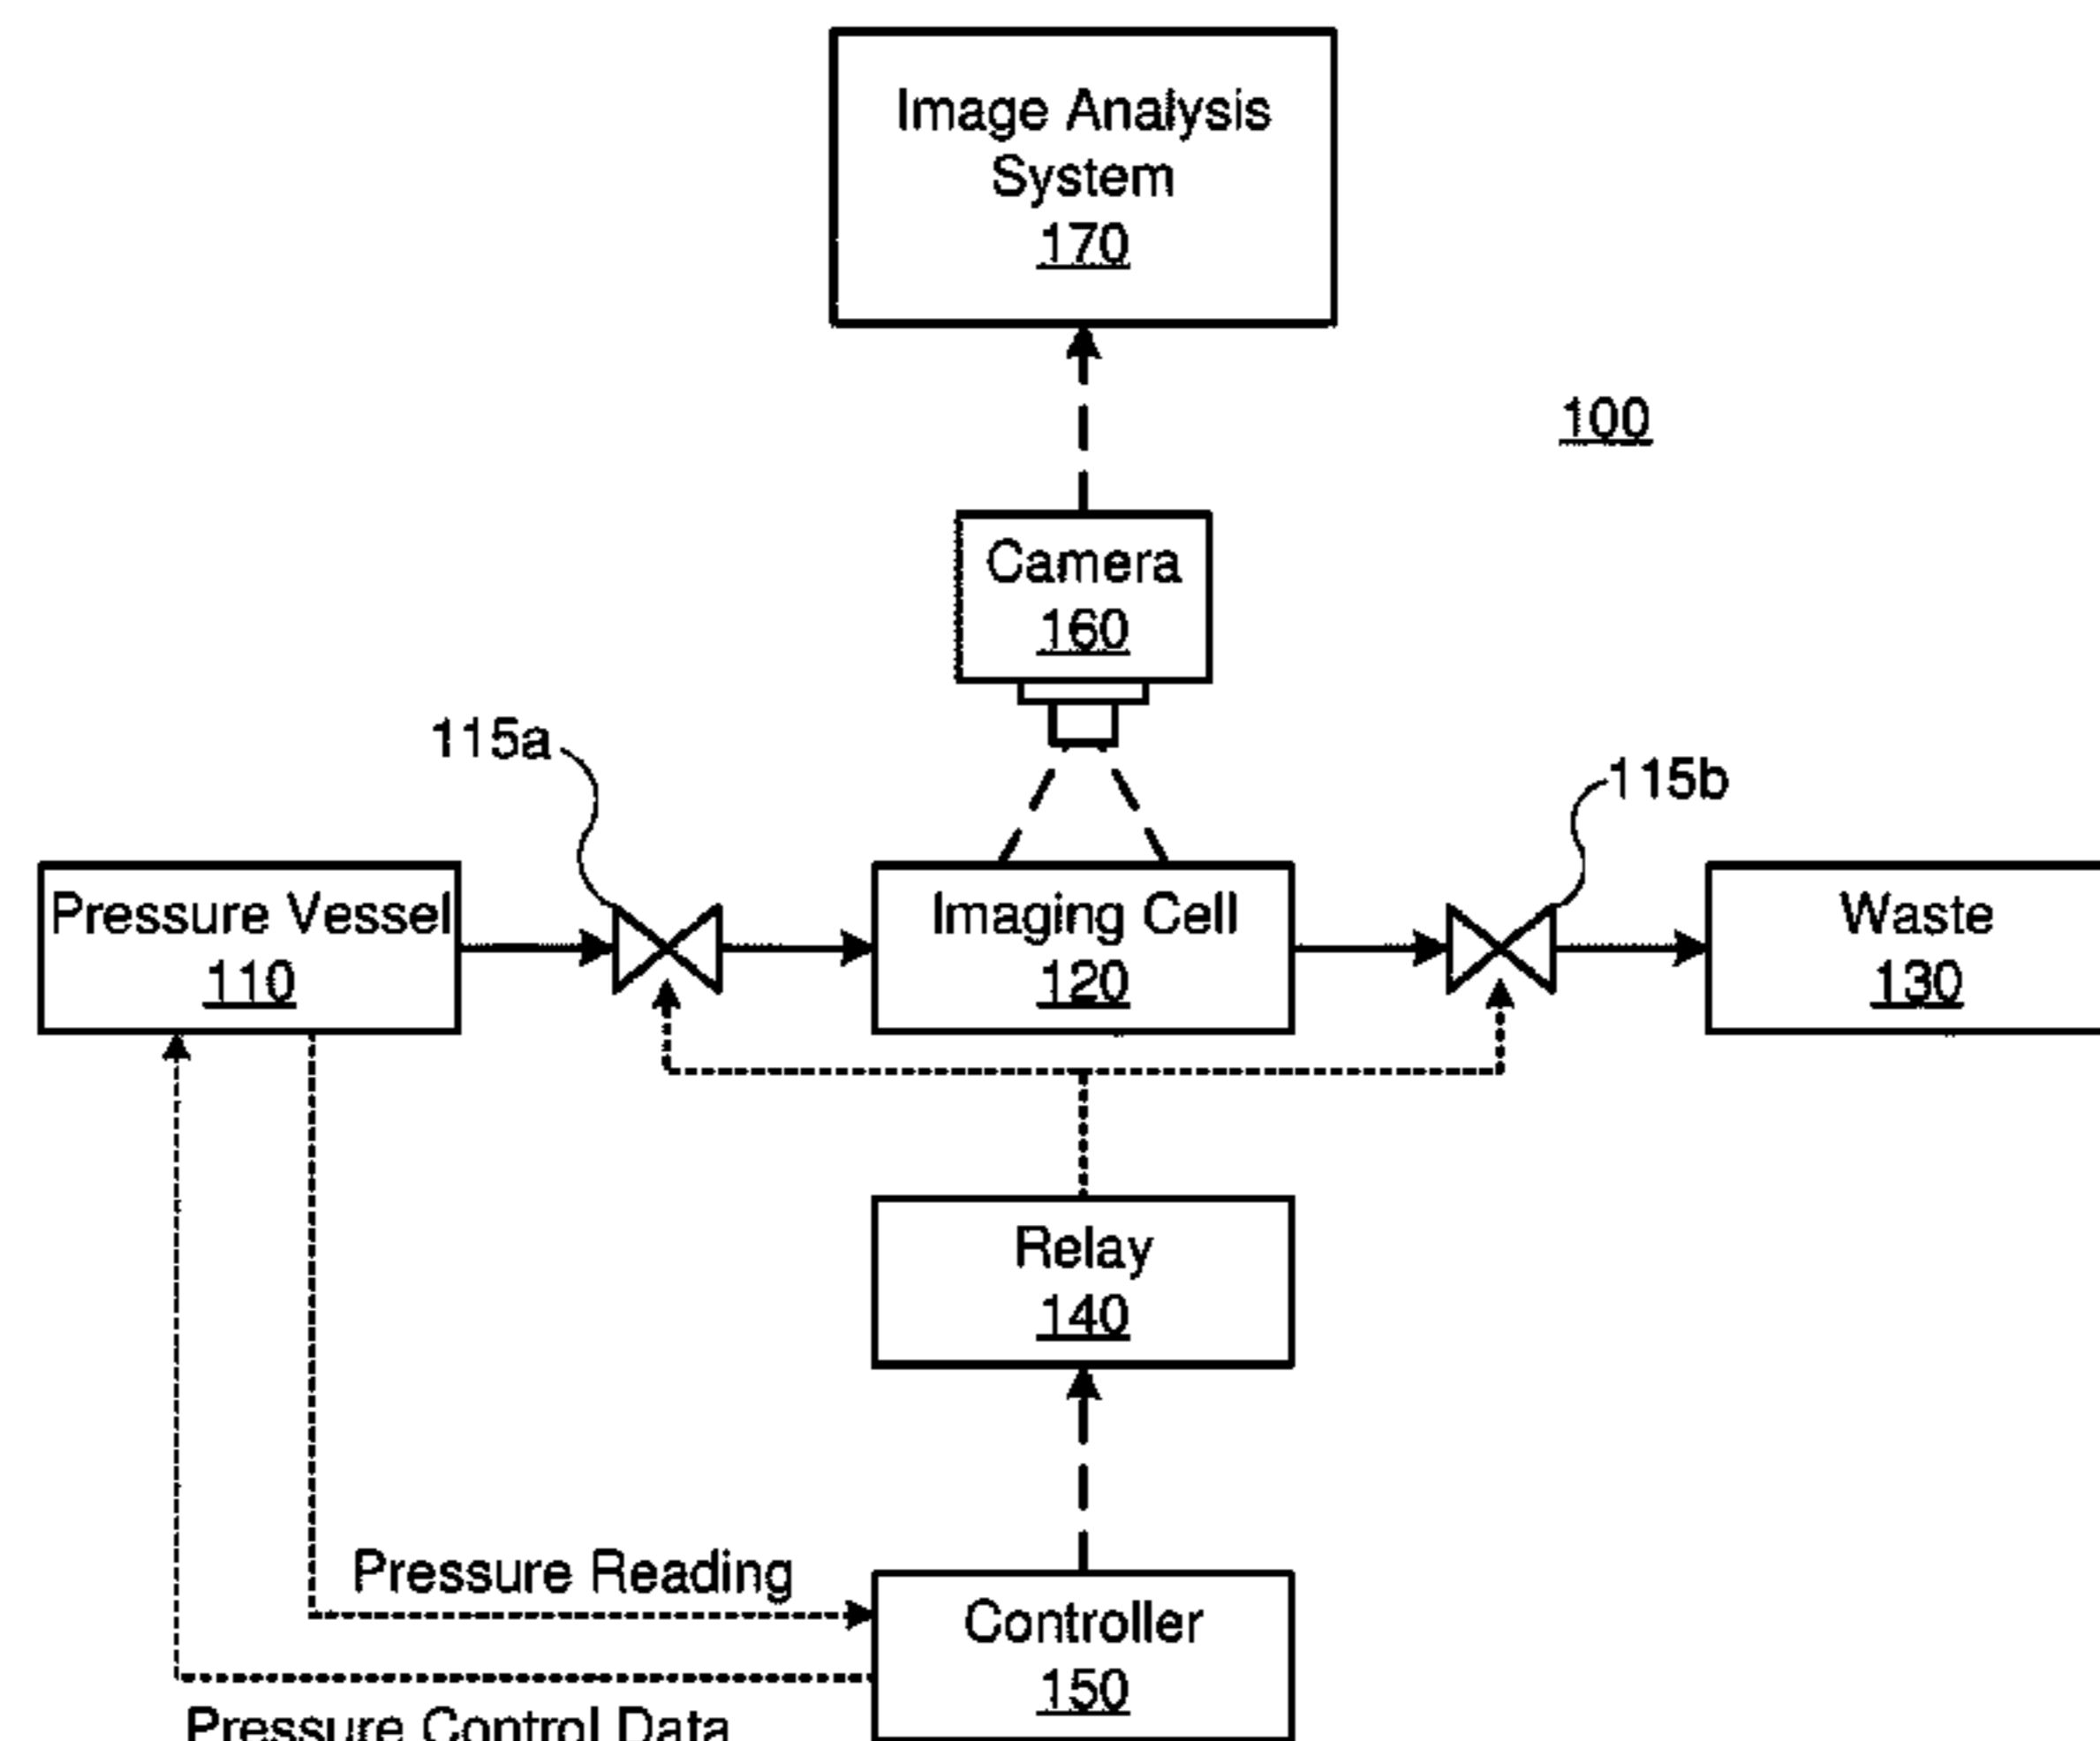 Image Analysis
System
170
100
Camera
160
115a
115b
Pressure Vessel
110
Imaging Cell
120
Waste
130
Relay
140
Pressure Reading
Controller
150
Pressure Control Data